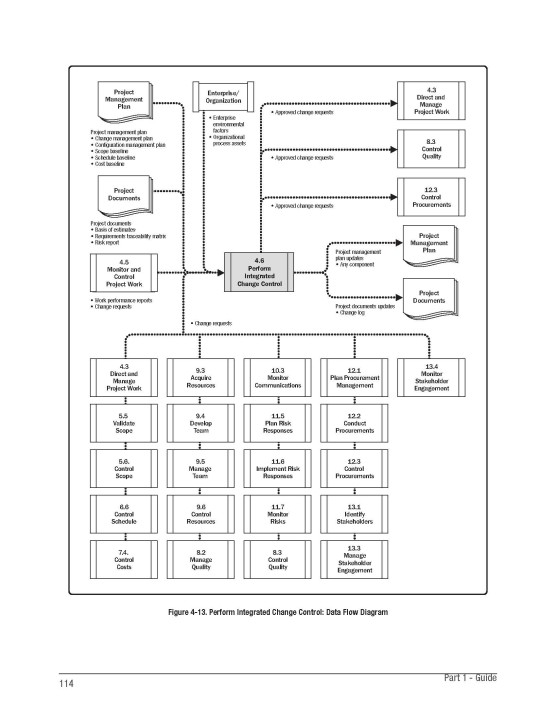 Project
Management
Plan
Project management plan
• Change management plan
• Configuration management plan
• Scope baseline
• Schedule baseline
• Cost baseline
Project
Documents
Project documents
• Basis of estimates
• Requirements traceability matrix
• Risk report
4.5
Monitor and
Control
Project Work
• Work performance reports
• Change requests
Enterprise/
Organization
• Enterprise
environmental
factors
• Organizational
process assets
4.6
Perform
Integrated
Change Control
• Approved change requests
4.3
Direct and
Manage
Project Work
• Approved change requests
8.3
Control
Quality
• Approved change requests
12.3
Control
Procurements
Project management
plan updates
• Any component
Project
Management
Plan
Project documents updates
• Change log
Project
Documents
• Change requests
4.3
Direct and
Manage
Project Work
5.5
Validate
Scope
5.6.
Control
Scope
6.6
Control
Schedule
7.4.
Control
Costs
9.3
Acquire
Resources
9.4
Develop
Team
9.5
Manage
Team
9.6
Control
Resources
8.2
Manage
Quality
10.3
Monitor
Communications
11.5
Plan Risk
Responses
11.6
Implement Risk
Responses
11.7
Monitor
Risks
8.3
Control
Quality
12.1
Plan Procurement
Management
12.2
Conduct
Procurements
12.3
Control
Procurements
13.1
Identify
Stakeholders
13.3
Manage
Stakeholder
Engagement
13.4
Monitor
Stakeholder
Engagement
Figure 4-13. Perform Integrated Change Control: Data Flow Diagram
114
Part 1 - Guide